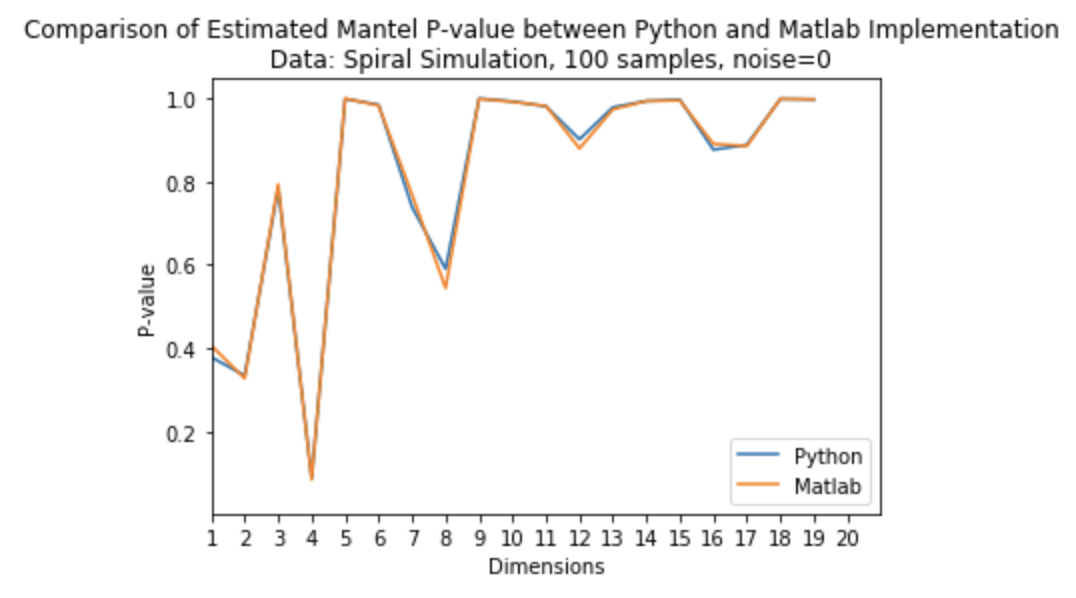 Comparison of Estimated Mantel P-value between Python and Matlab Implementation
Data: Spiral Simulation, 100 samples, noise=0
1.0
0.8
0.6
0.4
0.2
P-value
Python
Matlab
1 2 3 4 5 6 7 8 9 10 11 12 13 14 15 16 17 18 19 20
Dimensions